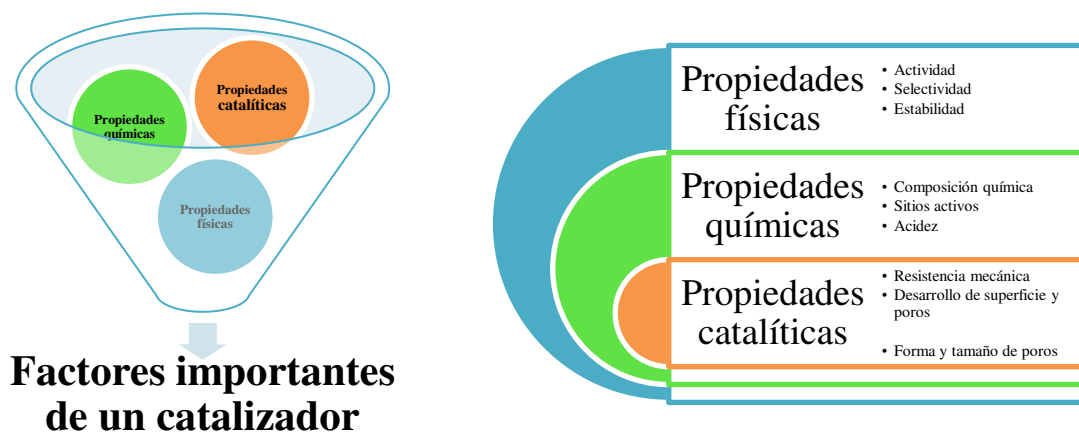 Propiedades
catalíticas
Propiedades
químicas
Propiedades
físicas
Factores importantes
de un catalizador
Propiedades
físicas
• Actividad
• Selectividad
• Estabilidad
Propiedades
químicas
• Composición química
• Sitios activos
• Acidez
Propiedades
catalíticas
• Resistencia mecánica
• Desarrollo de superficie y
poros
• Forma y tamaño de poros